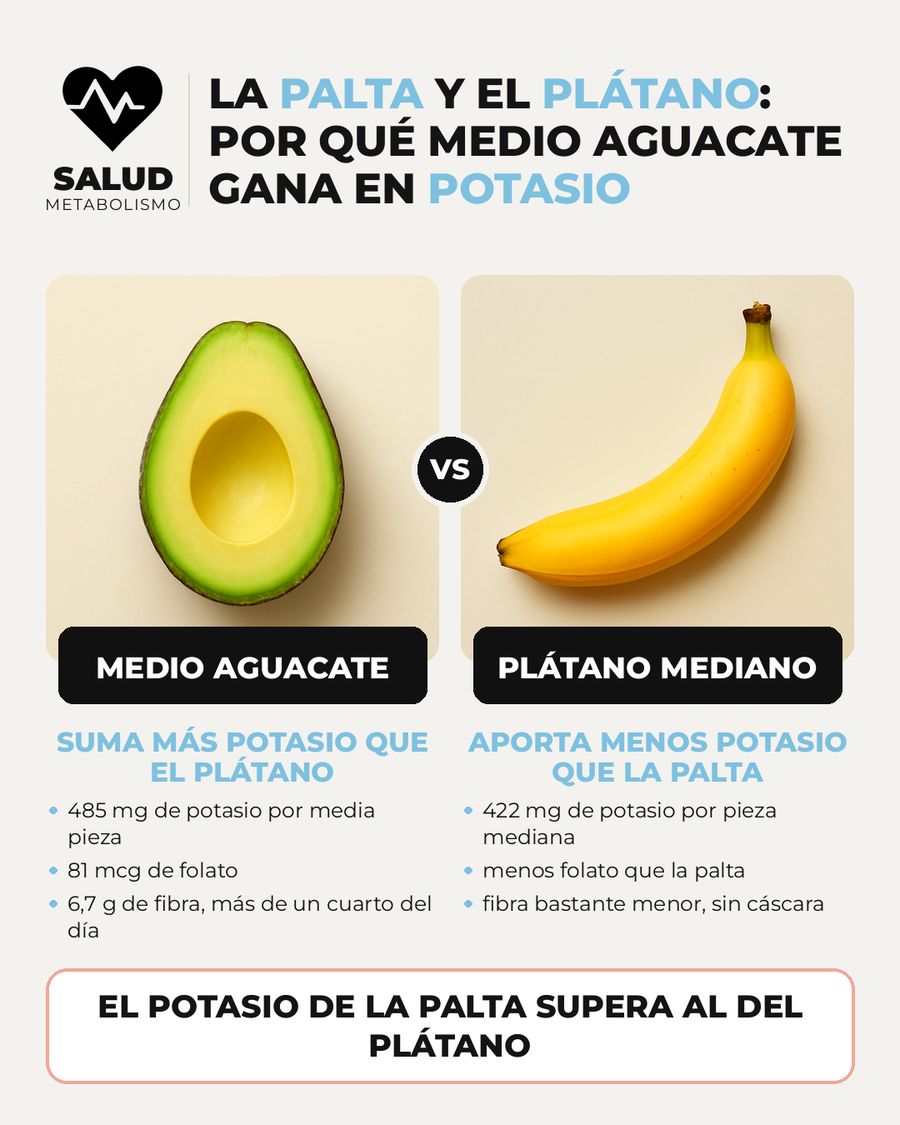 SALUD
METABOLISMO
LA PALTA Y EL PLÁTANO:
POR QUÉ MEDIO AGUACATE
GANA EN POTASIO
VS
MEDIO AGUACATE
PLÁTANO MEDIANO
SUMA MÁS POTASIO QUE
EL PLÁTANO
• 485 mg de potasio por media
pieza
• 81 mcg de folato
• 6,7 g de fibra, más de un cuarto del
día
APORTA MENOS POTASIO
QUE LA PALTA
• 422 mg de potasio por pieza
mediana
• menos folato que la palta
• fibra bastante menor, sin cáscara
EL POTASIO DE LA PALTA SUPERA AL DEL
PLÁTANO